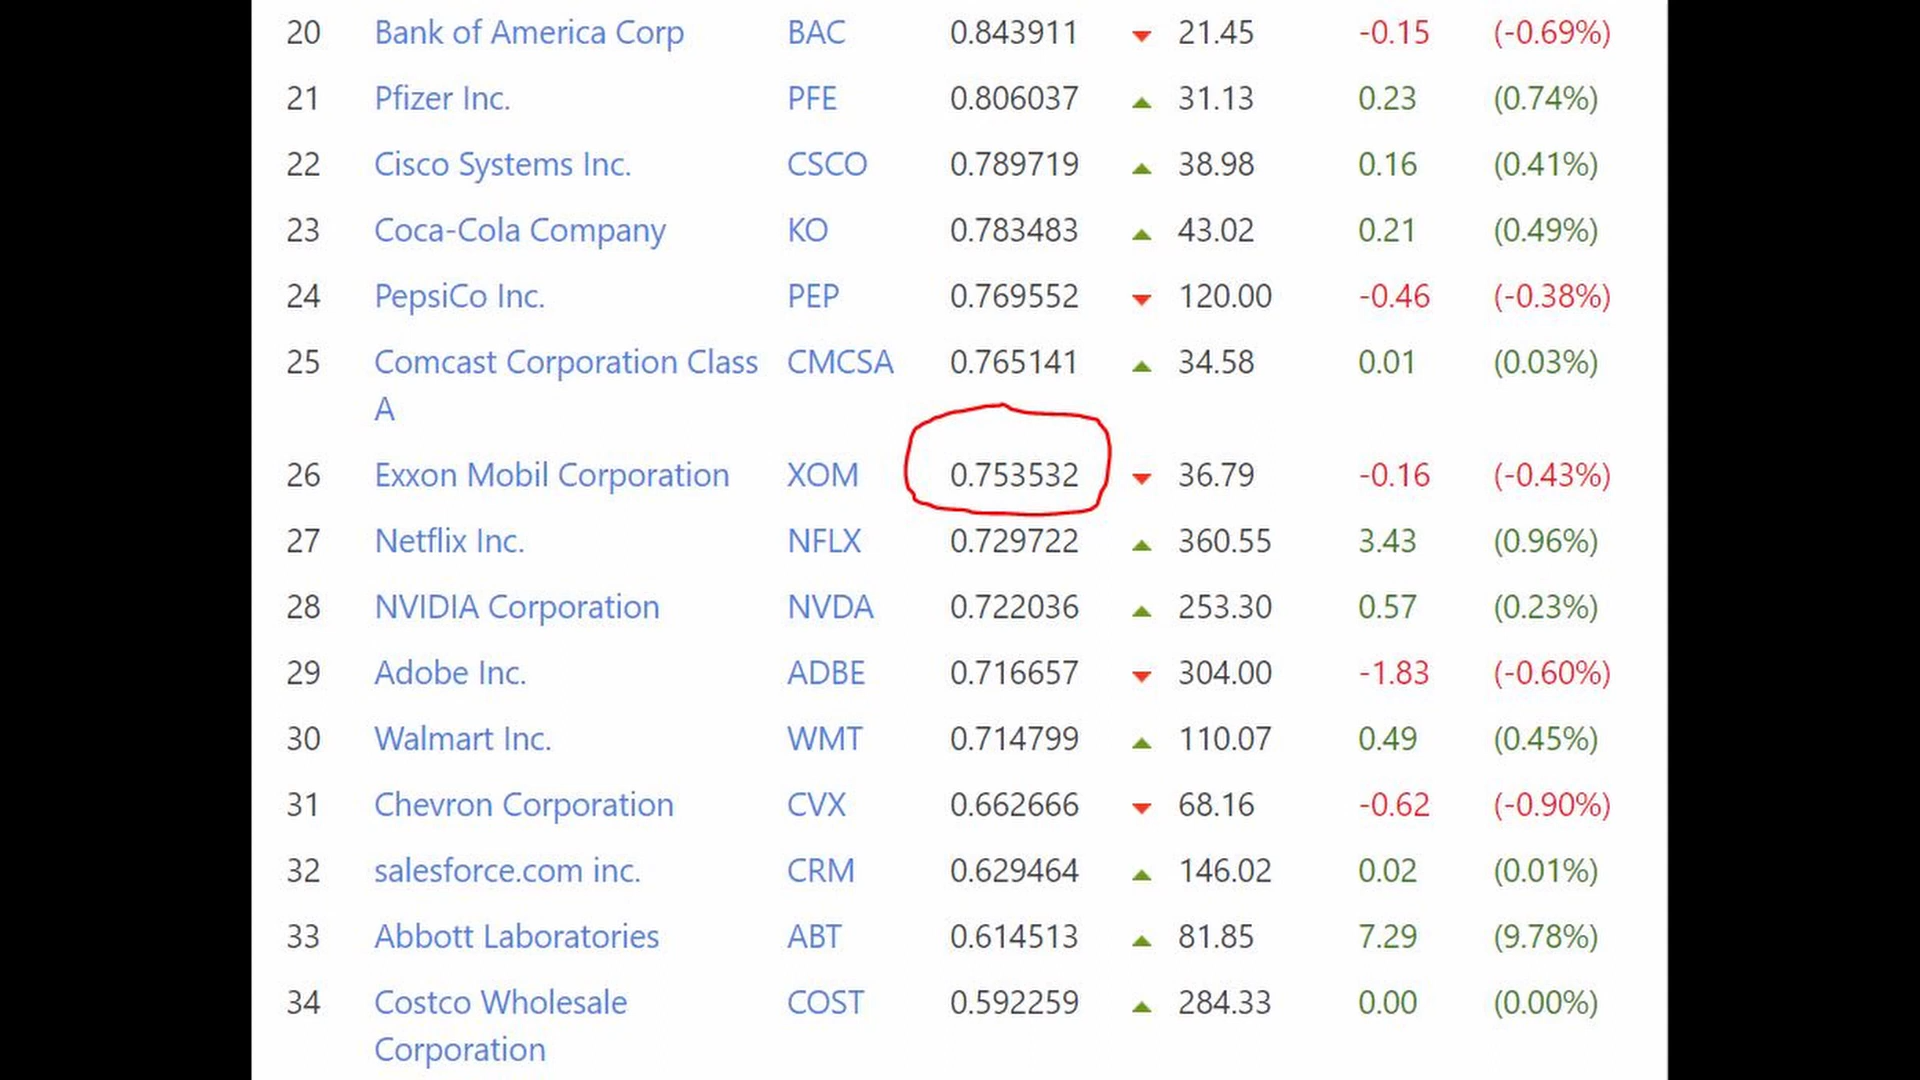 20 Bank of America Corp BAC 0.843911 21.45 -0.15 (-0.69%)
21 Pfizer Inc. PFE 0.806037 31.13 0.23 (0.74%)
22 Cisco Systems Inc. CSCO 0.789719 38.98 0.16 (0.41%)
23 Coca-Cola Company KO 0.783483 43.02 0.21 (0.49%)
24 PepsiCo Inc. PEP 0.769552 120.00 -0.46 (-0.38%)
25 Comcast Corporation Class CMCSA 0.765141 34.58 0.01 (0.03%)
A
26 Exxon Mobil Corporation XOM 0.753532 36.79 -0.16 (-0.43%)
27 Netflix Inc. NFLX 0.729722 360.55 3.43 (0.96%)
28 NVIDIA Corporation NVDA 0.722036 253.30 0.57 (0.23%)
29 Adobe Inc. ADBE 0.716657 304.00 -1.83 (-0.60%)
30 Walmart Inc. WMT 0.714799 110.07 0.49 (0.45%)
31 Chevron Corporation CVX 0.662666 68.16 -0.62 (-0.90%)
32 salesforce.com inc. CRM 0.629464 146.02 0.02 (0.01%)
33 Abbott Laboratories ABT 0.614513 81.85 7.29 (9.78%)
34 Costco Wholesale COST 0.592259 284.33 0.00 (0.00%)
Corporation